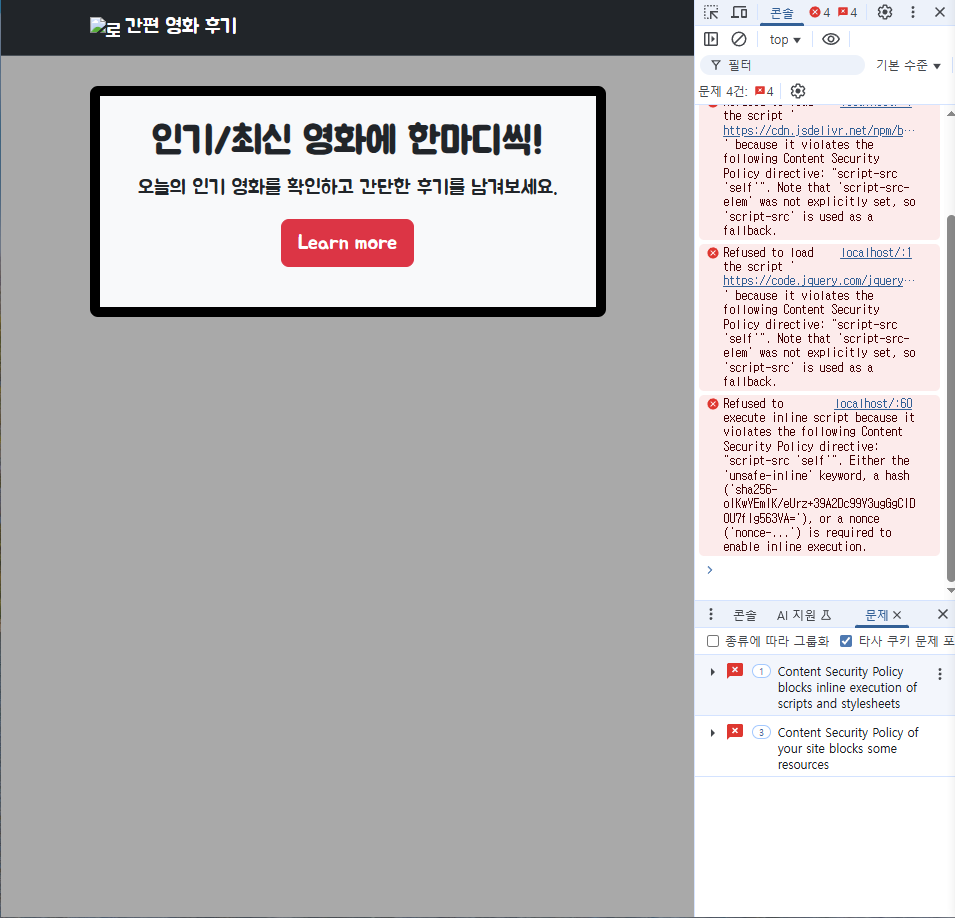 로 간편 영화 후기
인기/최신 영화에 한마디씩!
오늘의 인기 영화를 확인하고 간단한 후기를 남겨보세요.
Learn more
콘솔 4 4
top
필터 기본 수준
문제 4건: 4
the script '
https://cdn.jsdelivr.net/npm/b…
' because it violates the
following Content Security
Policy directive: "script-src
'self'". Note that 'script-src-
elem' was not explicitly set, so
'script-src' is used as a
fallback.
Refused to load localhost/:1
the script '
https://code.jquery.com/jquery…
' because it violates the
following Content Security
Policy directive: "script-src
'self'". Note that 'script-src-
elem' was not explicitly set, so
'script-src' is used as a
fallback.
Refused to localhost/:60
execute inline script because it
violates the following Content
Security Policy directive:
"script-src 'self'". Either the
'unsafe-inline' keyword, a hash
('sha256-
is required to
enable inline execution.
콘솔 AI 지원 문제
종류에 따라 그룹화 타사 쿠키 문제 포
1 Content Security Policy
blocks inline execution of
scripts and stylesheets
3 Content Security Policy of
your site blocks some
resources